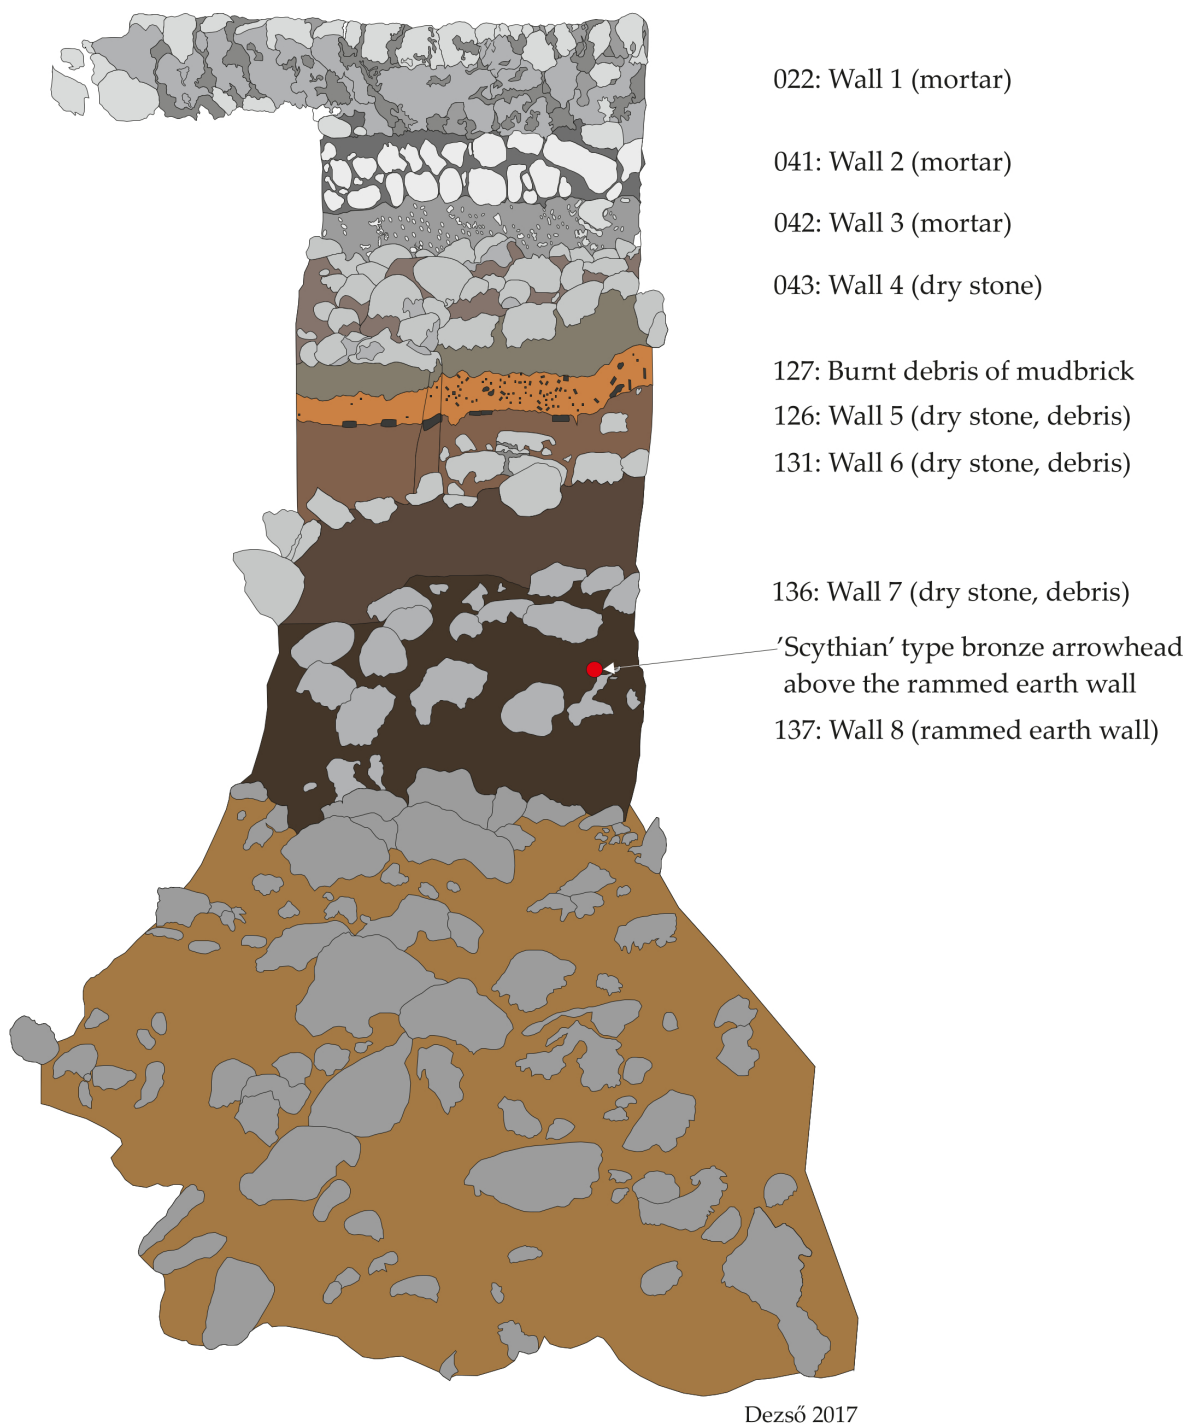 022: Wall 1 (mortar)
041: Wall 2 (mortar)
042: Wall 3 (mortar)
043: Wall 4 (dry stone)
127: Burnt debris of mudbrick
126: Wall 5 (dry stone, debris)
131: Wall 6 (dry stone, debris)
136: Wall 7 (dry stone, debris)
’Scythian’ type bronze arrowhead
above the rammed earth wall
137: Wall 8 (rammed earth wall)
Dezső 2017